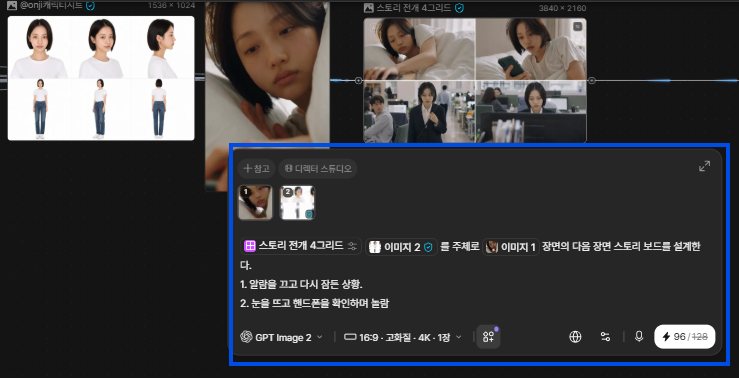 @onji캐릭터시트
1536 × 1024
스토리 전개 4그리드
3840 × 2160
+참고
디렉터 스튜디오
1
2
스토리 전개 4그리드 이미지 2 를 주체로 이미지 1 장면의 다음 장면 스토리 보드를 설계한
다.
1. 알람을 끄고 다시 잠든 상황.
2. 눈을 뜨고 핸드폰을 확인하며 놀람
GPT Image 2
16:9 · 고화질 · 4K · 1장
96/128